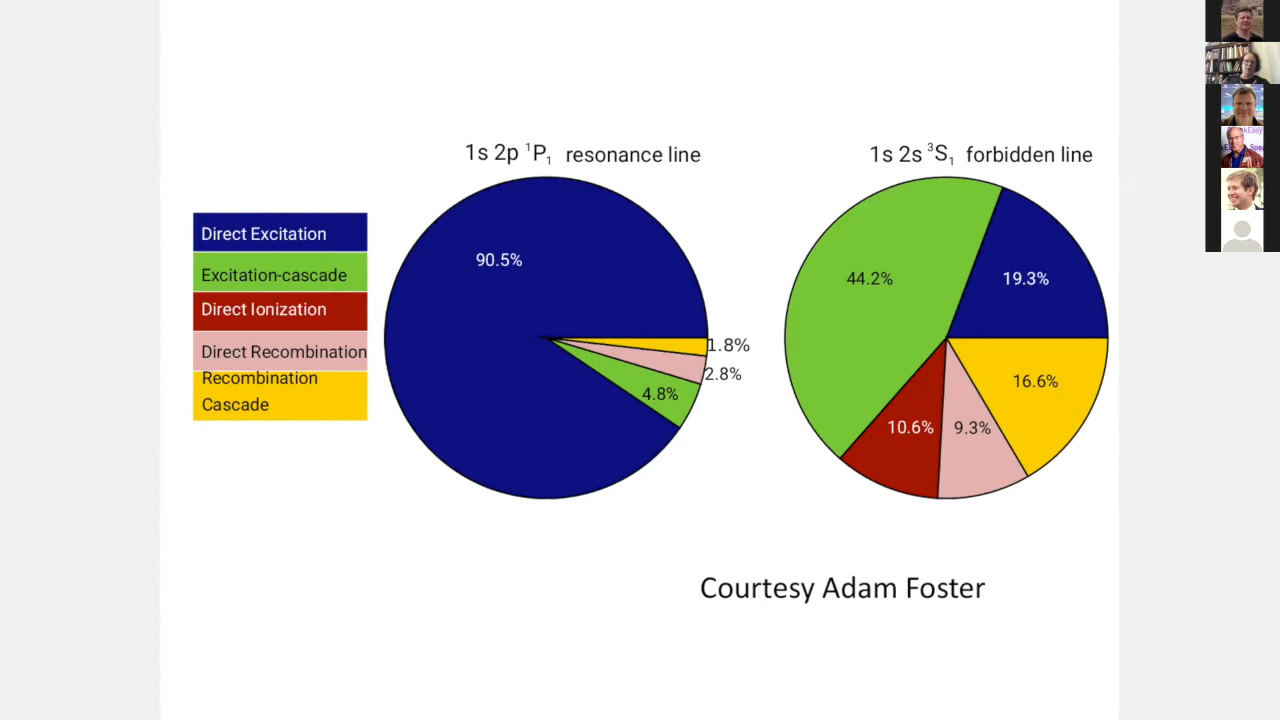 1s 2p ¹P₁ resonance line
1s 2s ³S₁ forbidden line
Direct Excitation
Excitation-cascade
Direct Ionization
Direct Recombination
Recombination
Cascade
90.5%
1.8%
2.8%
4.8%
44.2%
19.3%
16.6%
10.6%
9.3%
Courtesy Adam Foster